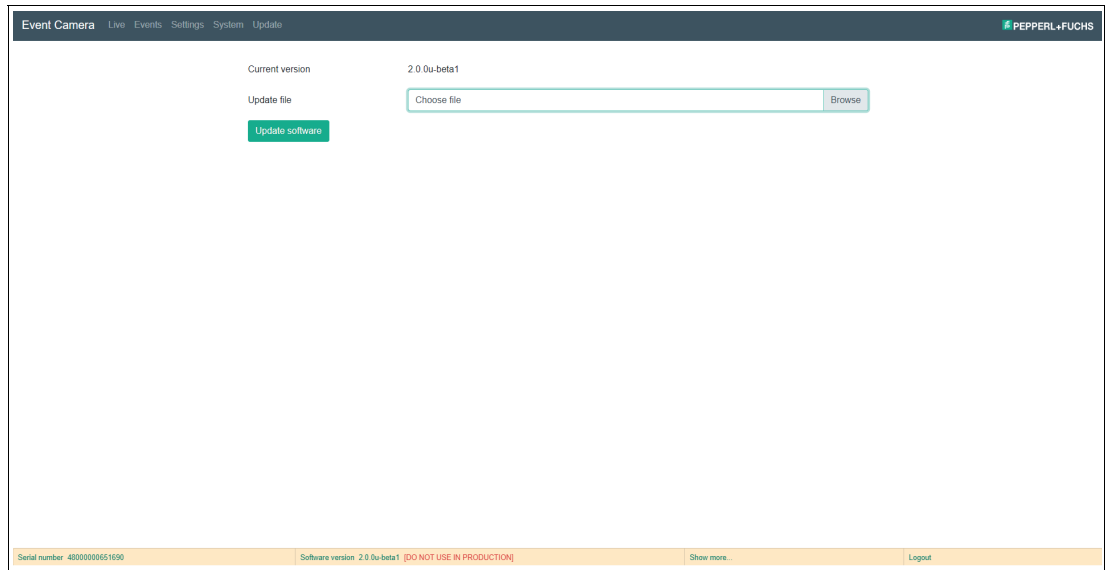 Event Camera Live Events Settings System Update PEPPERL+FUCHS
Current version 2.0.0u-beta1
Update file Choose file Browse
Update software
Serial number 48000000651690 Software version 2.0.0u-beta1 [DO NOT USE IN PRODUCTION] Show more... Logout